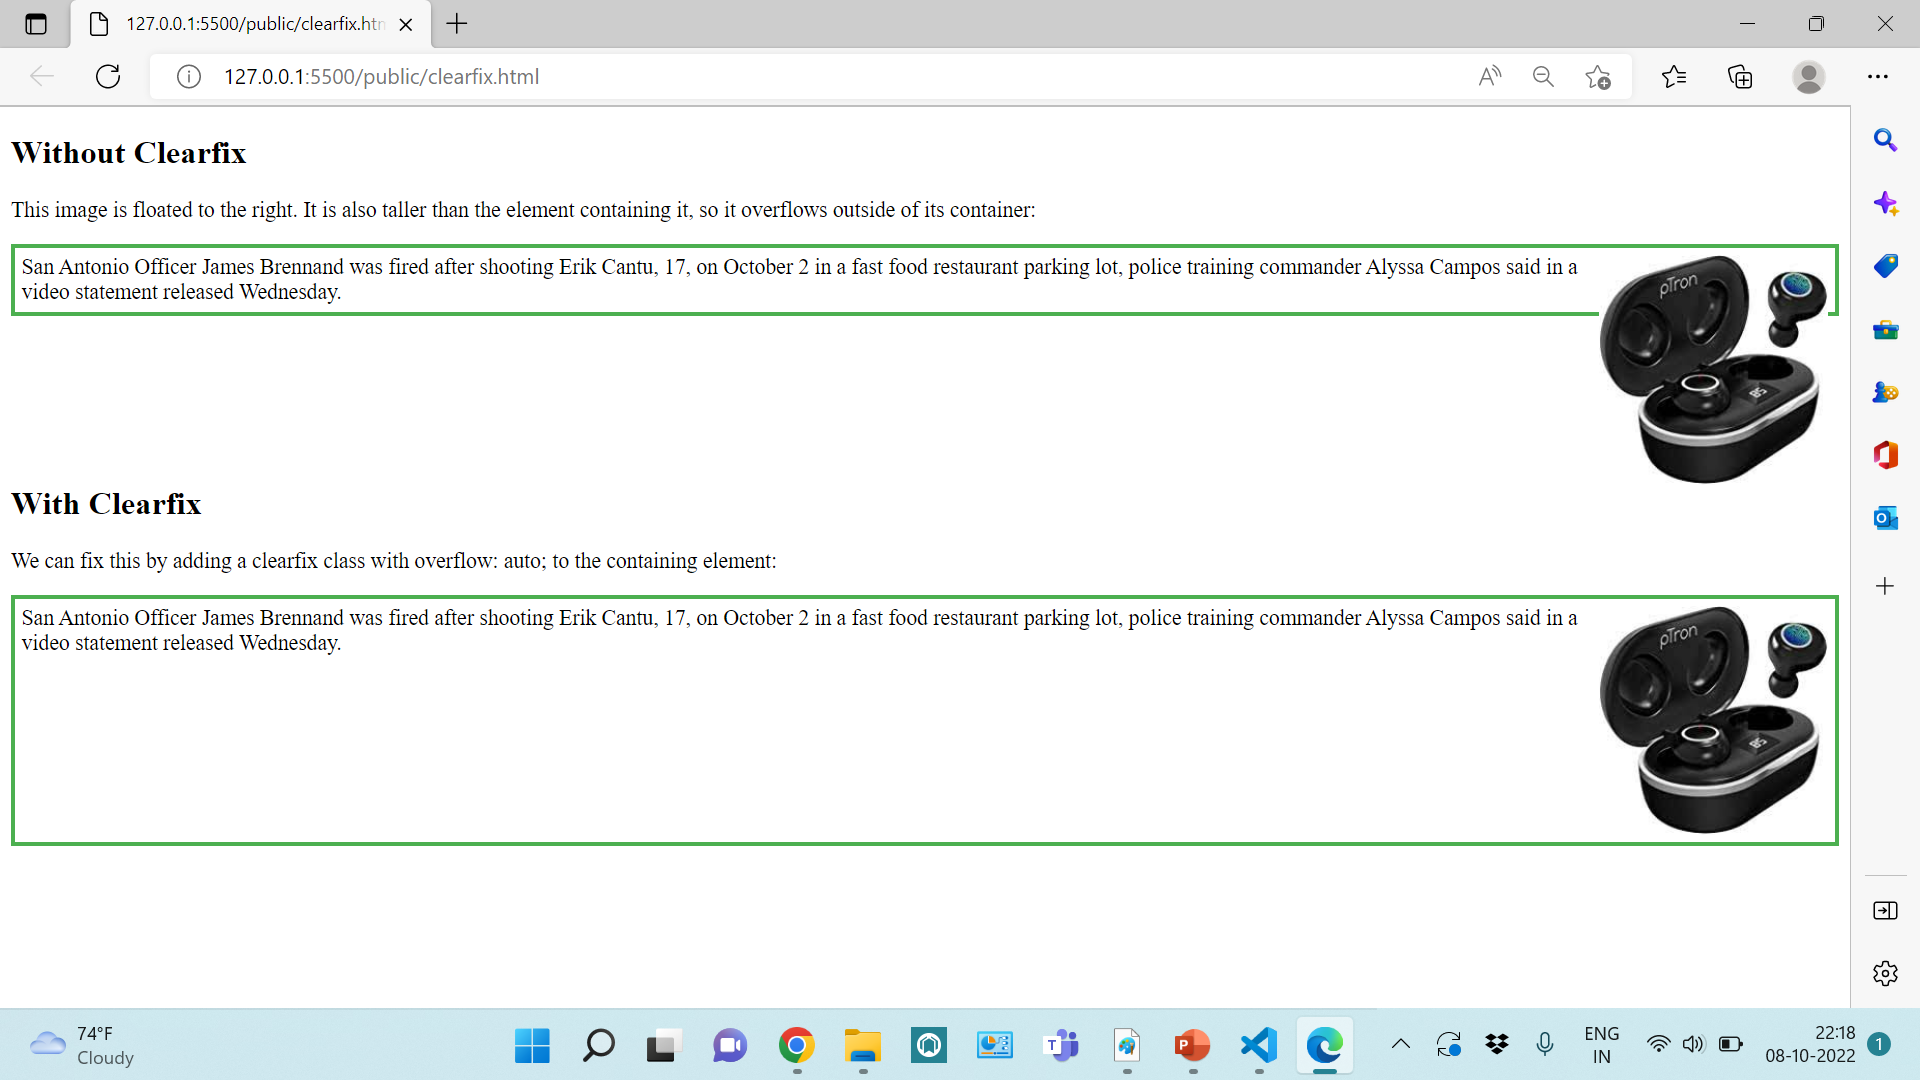 127.0.0.1:5500/public/clearfix.htm
127.0.0.1:5500/public/clearfix.html
Without Clearfix
This image is floated to the right. It is also taller than the element containing it, so it overflows outside of its container:
San Antonio Officer James Brennand was fired after shooting Erik Cantu, 17, on October 2 in a fast food restaurant parking lot, police training commander Alyssa Campos said in a
video statement released Wednesday.
pTron
With Clearfix
We can fix this by adding a clearfix class with overflow: auto; to the containing element:
San Antonio Officer James Brennand was fired after shooting Erik Cantu, 17, on October 2 in a fast food restaurant parking lot, police training commander Alyssa Campos said in a
video statement released Wednesday.
pTron
74°F
Cloudy
ENG
IN
22:18
08-10-2022
1